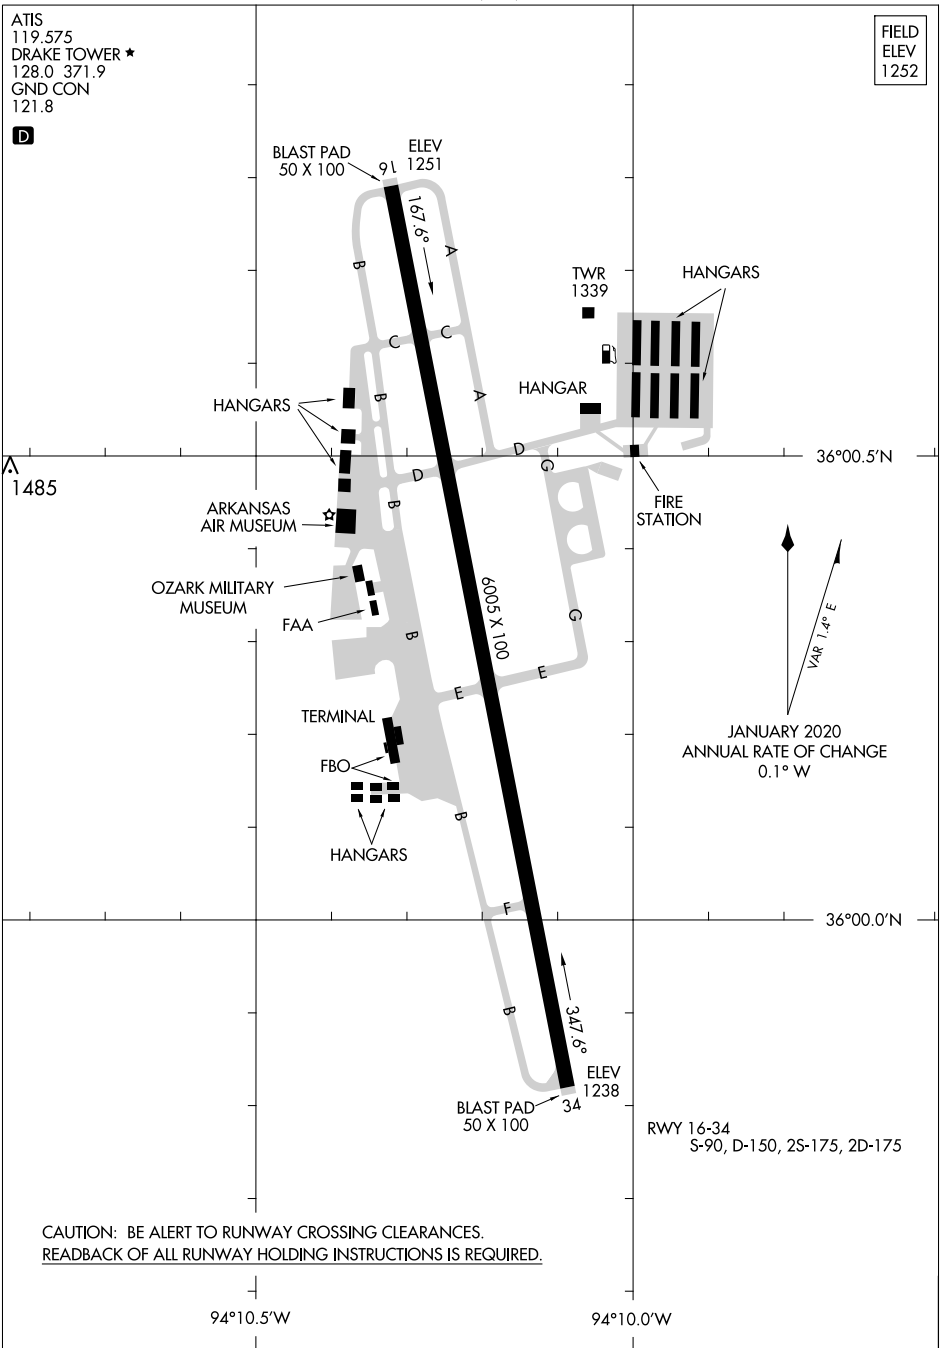 ATIS
119.575
DRAKE TOWER
128.0 371.9
GND CON
121.8
D
FIELD
ELEV
1252
BLAST PAD
50 X 100
16
ELEV
1251
167.6°
A
B
TWR
1339
HANGARS
C
C
HANGAR
HANGARS
B
A
D
G
36°00.5'N
1485
D
B
FIRE
STATION
ARKANSAS
AIR MUSEUM
OZARK MILITARY
MUSEUM
FAA
6005 X 100
G
B
VAR 1.4° E
E
E
TERMINAL
JANUARY 2020
ANNUAL RATE OF CHANGE
0.1° W
FBO
B
HANGARS
F
36°00.0'N
B
347.6°
ELEV
1238
BLAST PAD
50 X 100
34
RWY 16-34
S-90, D-150, 2S-175, 2D-175
CAUTION: BE ALERT TO RUNWAY CROSSING CLEARANCES.
READBACK OF ALL RUNWAY HOLDING INSTRUCTIONS IS REQUIRED.
94°10.5'W
94°10.0'W